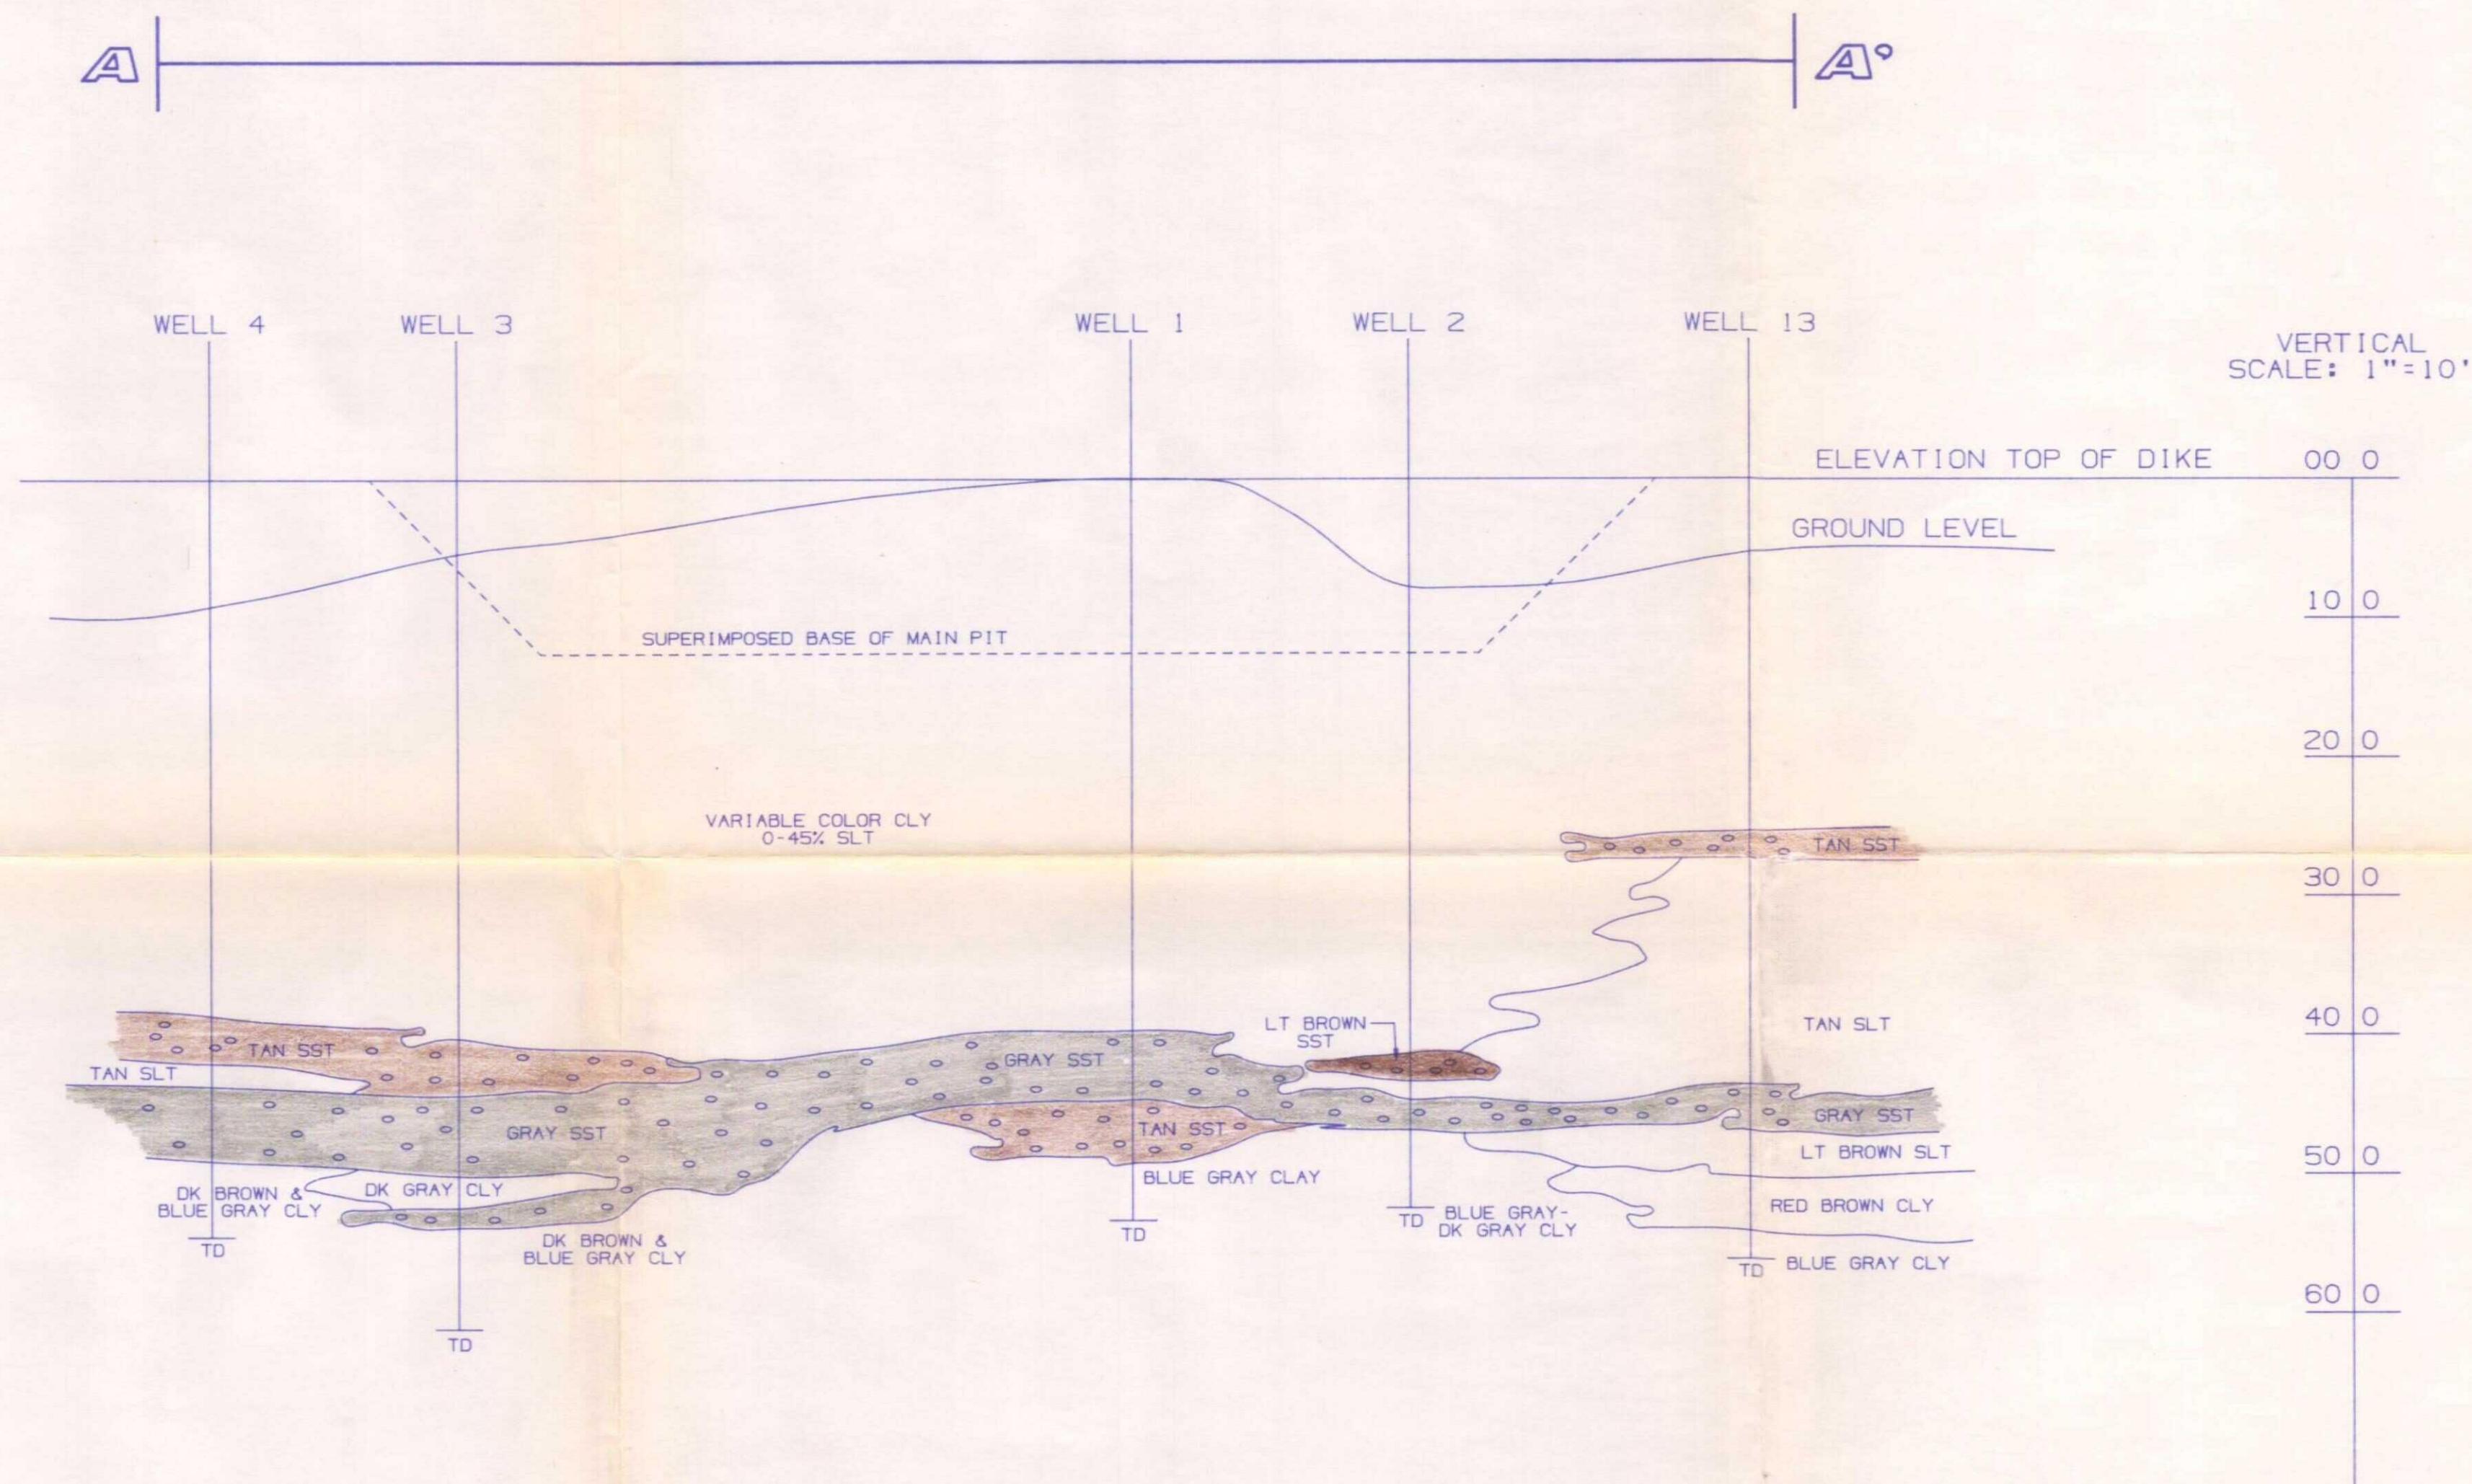 A
A'
WELL 4
WELL 3
WELL 1
WELL 2
WELL 13
VERTICAL
SCALE: 1"=10'
ELEVATION TOP OF DIKE
00 0
GROUND LEVEL
10 0
SUPERIMPOSED BASE OF MAIN PIT
20 0
VARIABLE COLOR CLY
0-45% SLT
TAN SST
30 0
LT BROWN
SST
TAN SLT
40 0
TAN SST
GRAY SST
TAN SLT
GRAY SST
TAN SST
GRAY SST
LT BROWN SLT
50 0
BLUE GRAY CLAY
DK GRAY CLY
DK BROWN &
BLUE GRAY CLY
RED BROWN CLY
BLUE GRAY-
DK GRAY CLY
TD
TD
TD
DK BROWN &
BLUE GRAY CLY
TD
BLUE GRAY CLY
60 0
TD